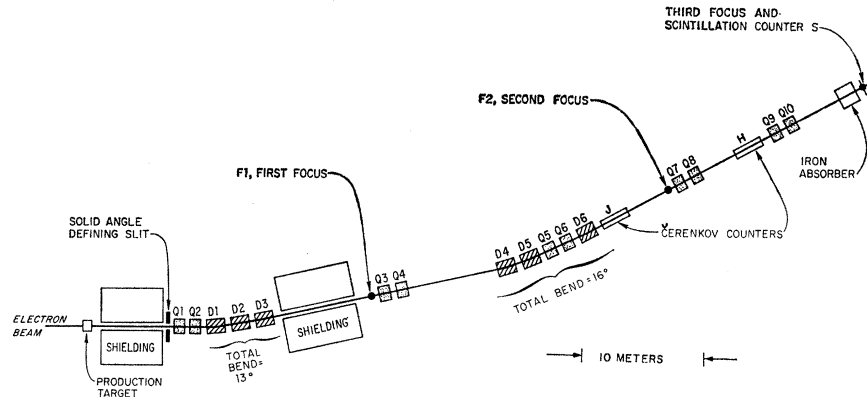 THIRD FOCUS AND
SCINTILLATION COUNTER S
F2, SECOND FOCUS
Q9 Q10
H
IRON
ABSORBER
Q7 Q8
F1, FIRST FOCUS
J
ČERENKOV COUNTERS
SOLID ANGLE
DEFINING SLIT
D4 D5 Q5 Q6 D6
TOTAL BEND=16°
Q3 Q4
Q1 Q2 D1 D2 D3
ELECTRON
BEAM
SHIELDING
SHIELDING
TOTAL
BEND=
13°
10 METERS
PRODUCTION
TARGET